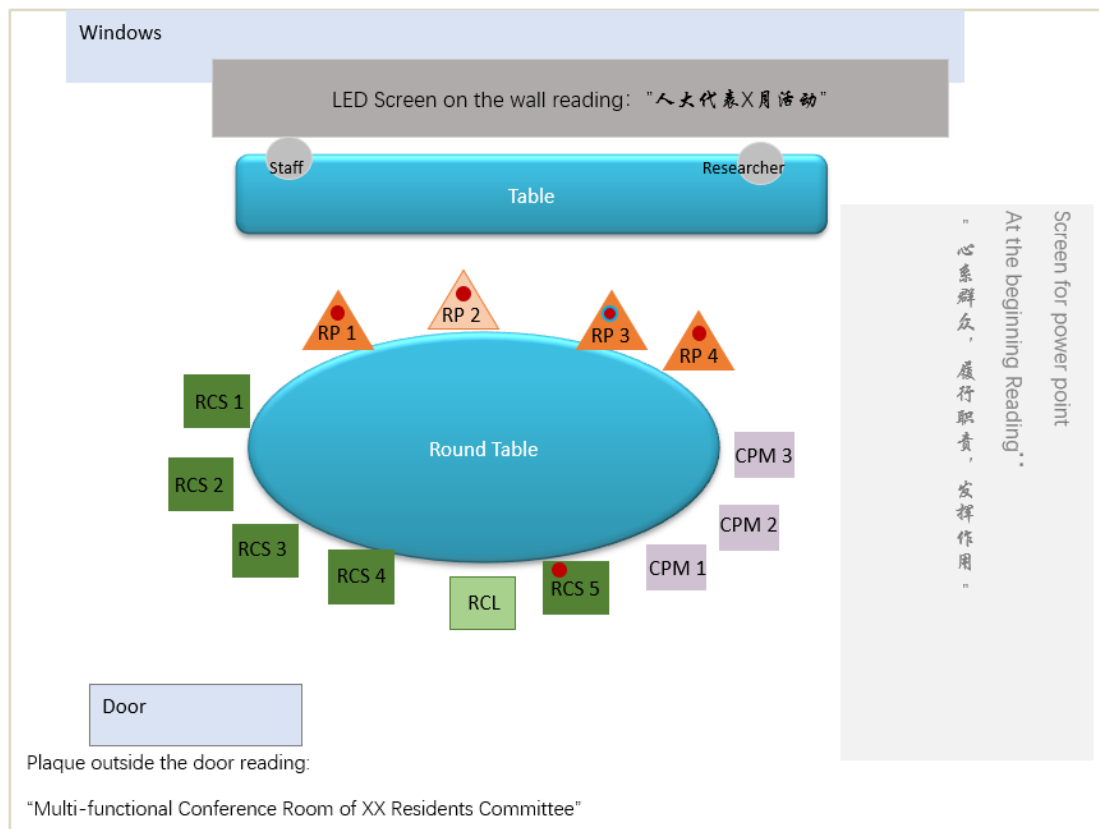 Windows
LED Screen on the wall reading: "人大代表X月活动"
Staff
Researcher
Table
Screen for power point
At the beginning Reading**
"心系群众，履行职责，发挥作用"
RP 1
RP 2
RP 3
RP 4
RCS 1
RCS 2
RCS 3
RCS 4
Round Table
CPM 3
CPM 2
CPM 1
RCL
RCS 5
Door
Plaque outside the door reading:
“Multi-functional Conference Room of XX Residents Committee”